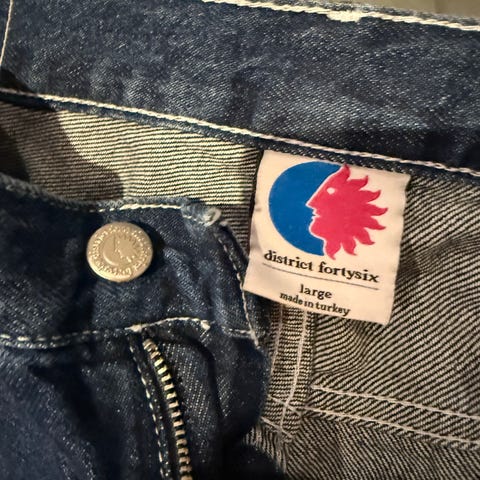 district fortysix
large
made in turkey